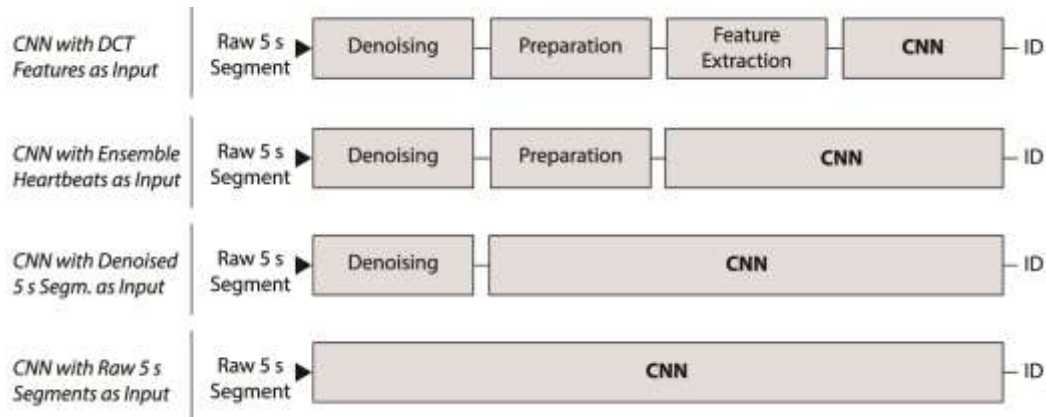 CNN with DCT
Features as Input
Raw 5 s
Segment
Denoising
Preparation
Feature
Extraction
CNN
ID
CNN with Ensemble
Heartbeats as Input
Raw 5 s
Segment
Denoising
Preparation
CNN
ID
CNN with Denoised
5 s Segm. as Input
Raw 5 s
Segment
Denoising
CNN
ID
CNN with Raw 5 s
Segments as Input
Raw 5 s
Segment
CNN
ID